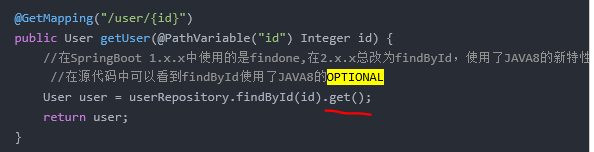 @GetMapping("/user/{id}")
public User getUser(@PathVariable("id") Integer id) {
//在SpringBoot 1.x.x中使用的是findone,在2.x.x总改为findById，使用了JAVA8的新特性
//在源代码中可以看到findById使用了JAVA8的OPTIONAL
User user = userRepository.findById(id).get();
return user;
}